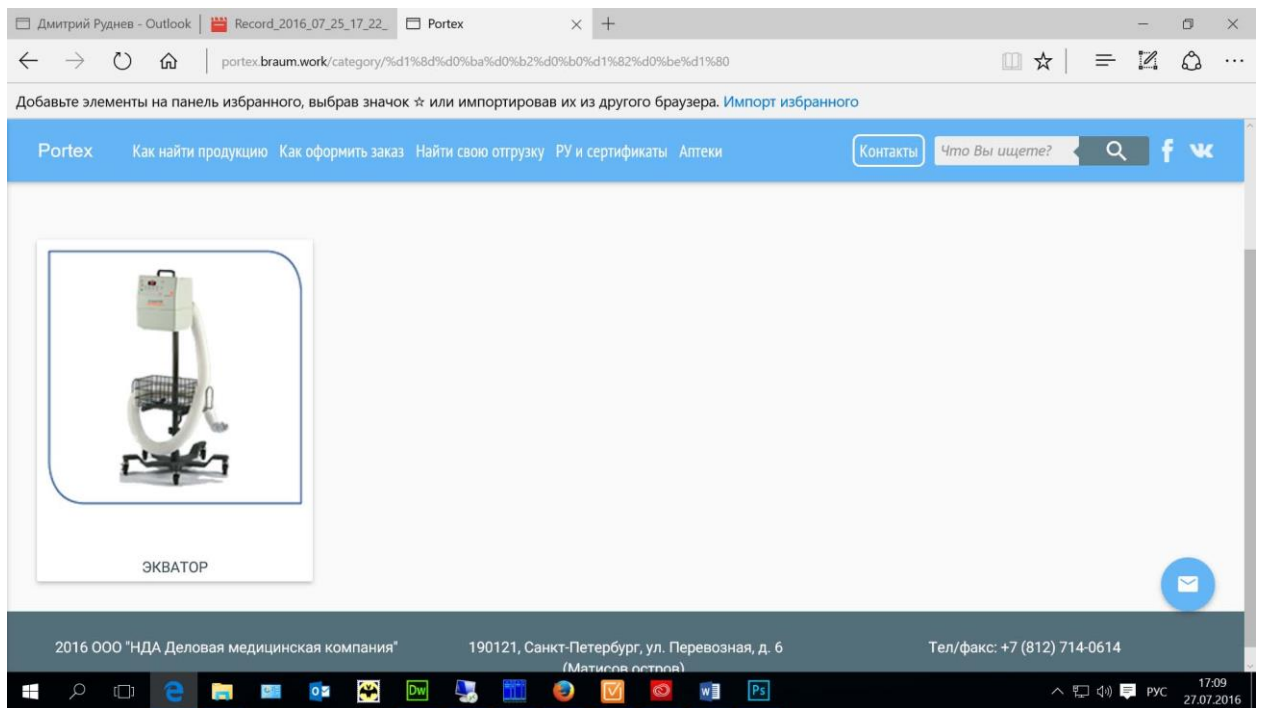 Дмитрий Руднев - Outlook
Record_2016_07_25_17_22_
Portex
portex.braum.work/category/%d1%8d%d0%ba%d0%b2%d0%b0%d1%82%d0%be%d1%80
Добавьте элементы на панель избранного, выбрав значок ☆ или импортировав их из другого браузера. Импорт избранного
Portex Как найти продукцию Как оформить заказ Найти свою отгрузку РУ и сертификаты Аптеки Контакты Что Вы ищете?
ЭКВАТОР
2016 ООО "НДА Деловая медицинская компания" 190121, Санкт-Петербург, ул. Перевозная, д. 6 Тел/факс: +7 (812) 714-0614
(Матисов остров)
Dw
Ps
РУС
17:09
27.07.2016